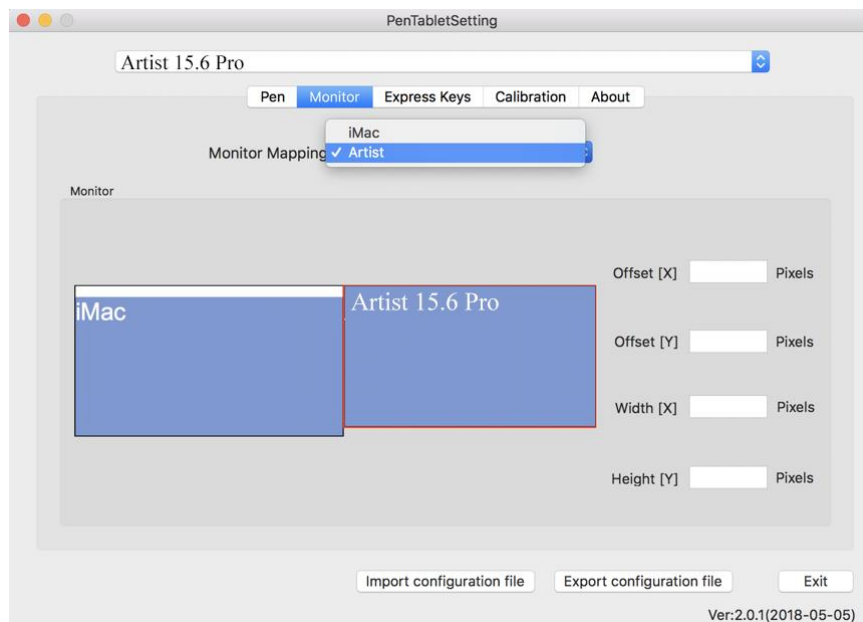 PenTabletSetting
Artist 15.6 Pro
Pen Monitor Express Keys Calibration About
iMac
Monitor Mapping ✓ Artist
Monitor
Offset [X] Pixels
iMac
Artist 15.6 Pro
Offset [Y] Pixels
Width [X] Pixels
Height [Y] Pixels
Import configuration file Export configuration file Exit
Ver:2.0.1(2018-05-05)